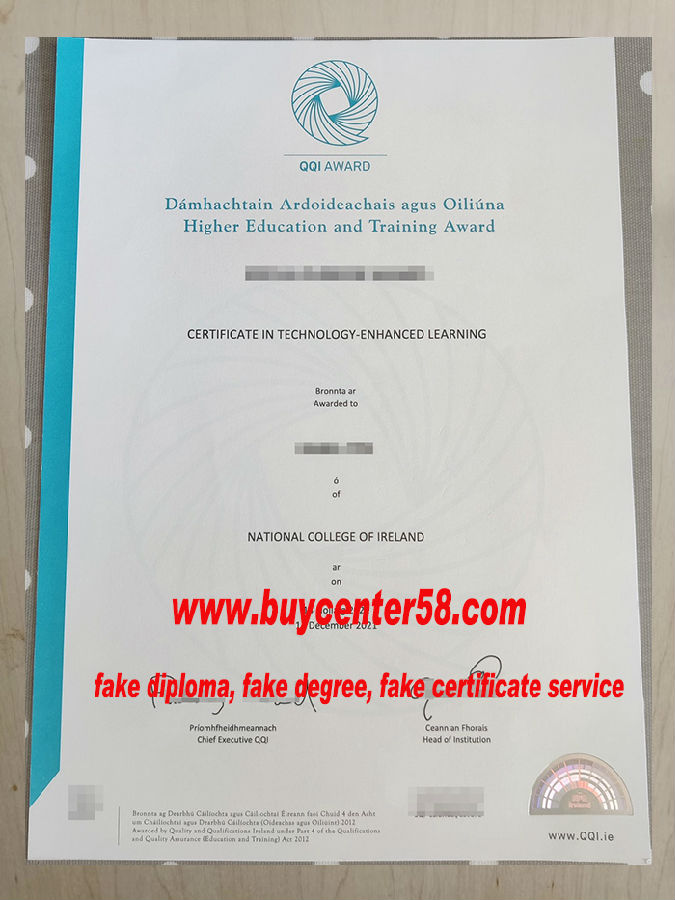 QQI AWARD
Dámhachtain Ardoideachais agus Oiliúna
Higher Education and Training Award
CERTIFICATE IN TECHNOLOGY-ENHANCED LEARNING
Bronnta ar
Awarded to
ó
of
NATIONAL COLLEGE OF IRELAND
ar
on
www.buycenter58.com
December 2021
fake diploma, fake degree, fake certificate service
Príomhfheidhmeannach
Chief Executive QQI
Ceann an Fhorais
Head of Institution
Bronnta ag Dearbhú Cáilíochta agus Cáilíochtaí Éireann faoi Chuid 4 den Acht
um Cháilíochtaí agus Dearbhú Cáilíochta (Oideachas agus Oiliúint) 2012
Awarded by Quality and Qualifications Ireland under Part 4 of the Qualifications
and Quality Assurance (Education and Training) Act 2012
www.QQI.ie